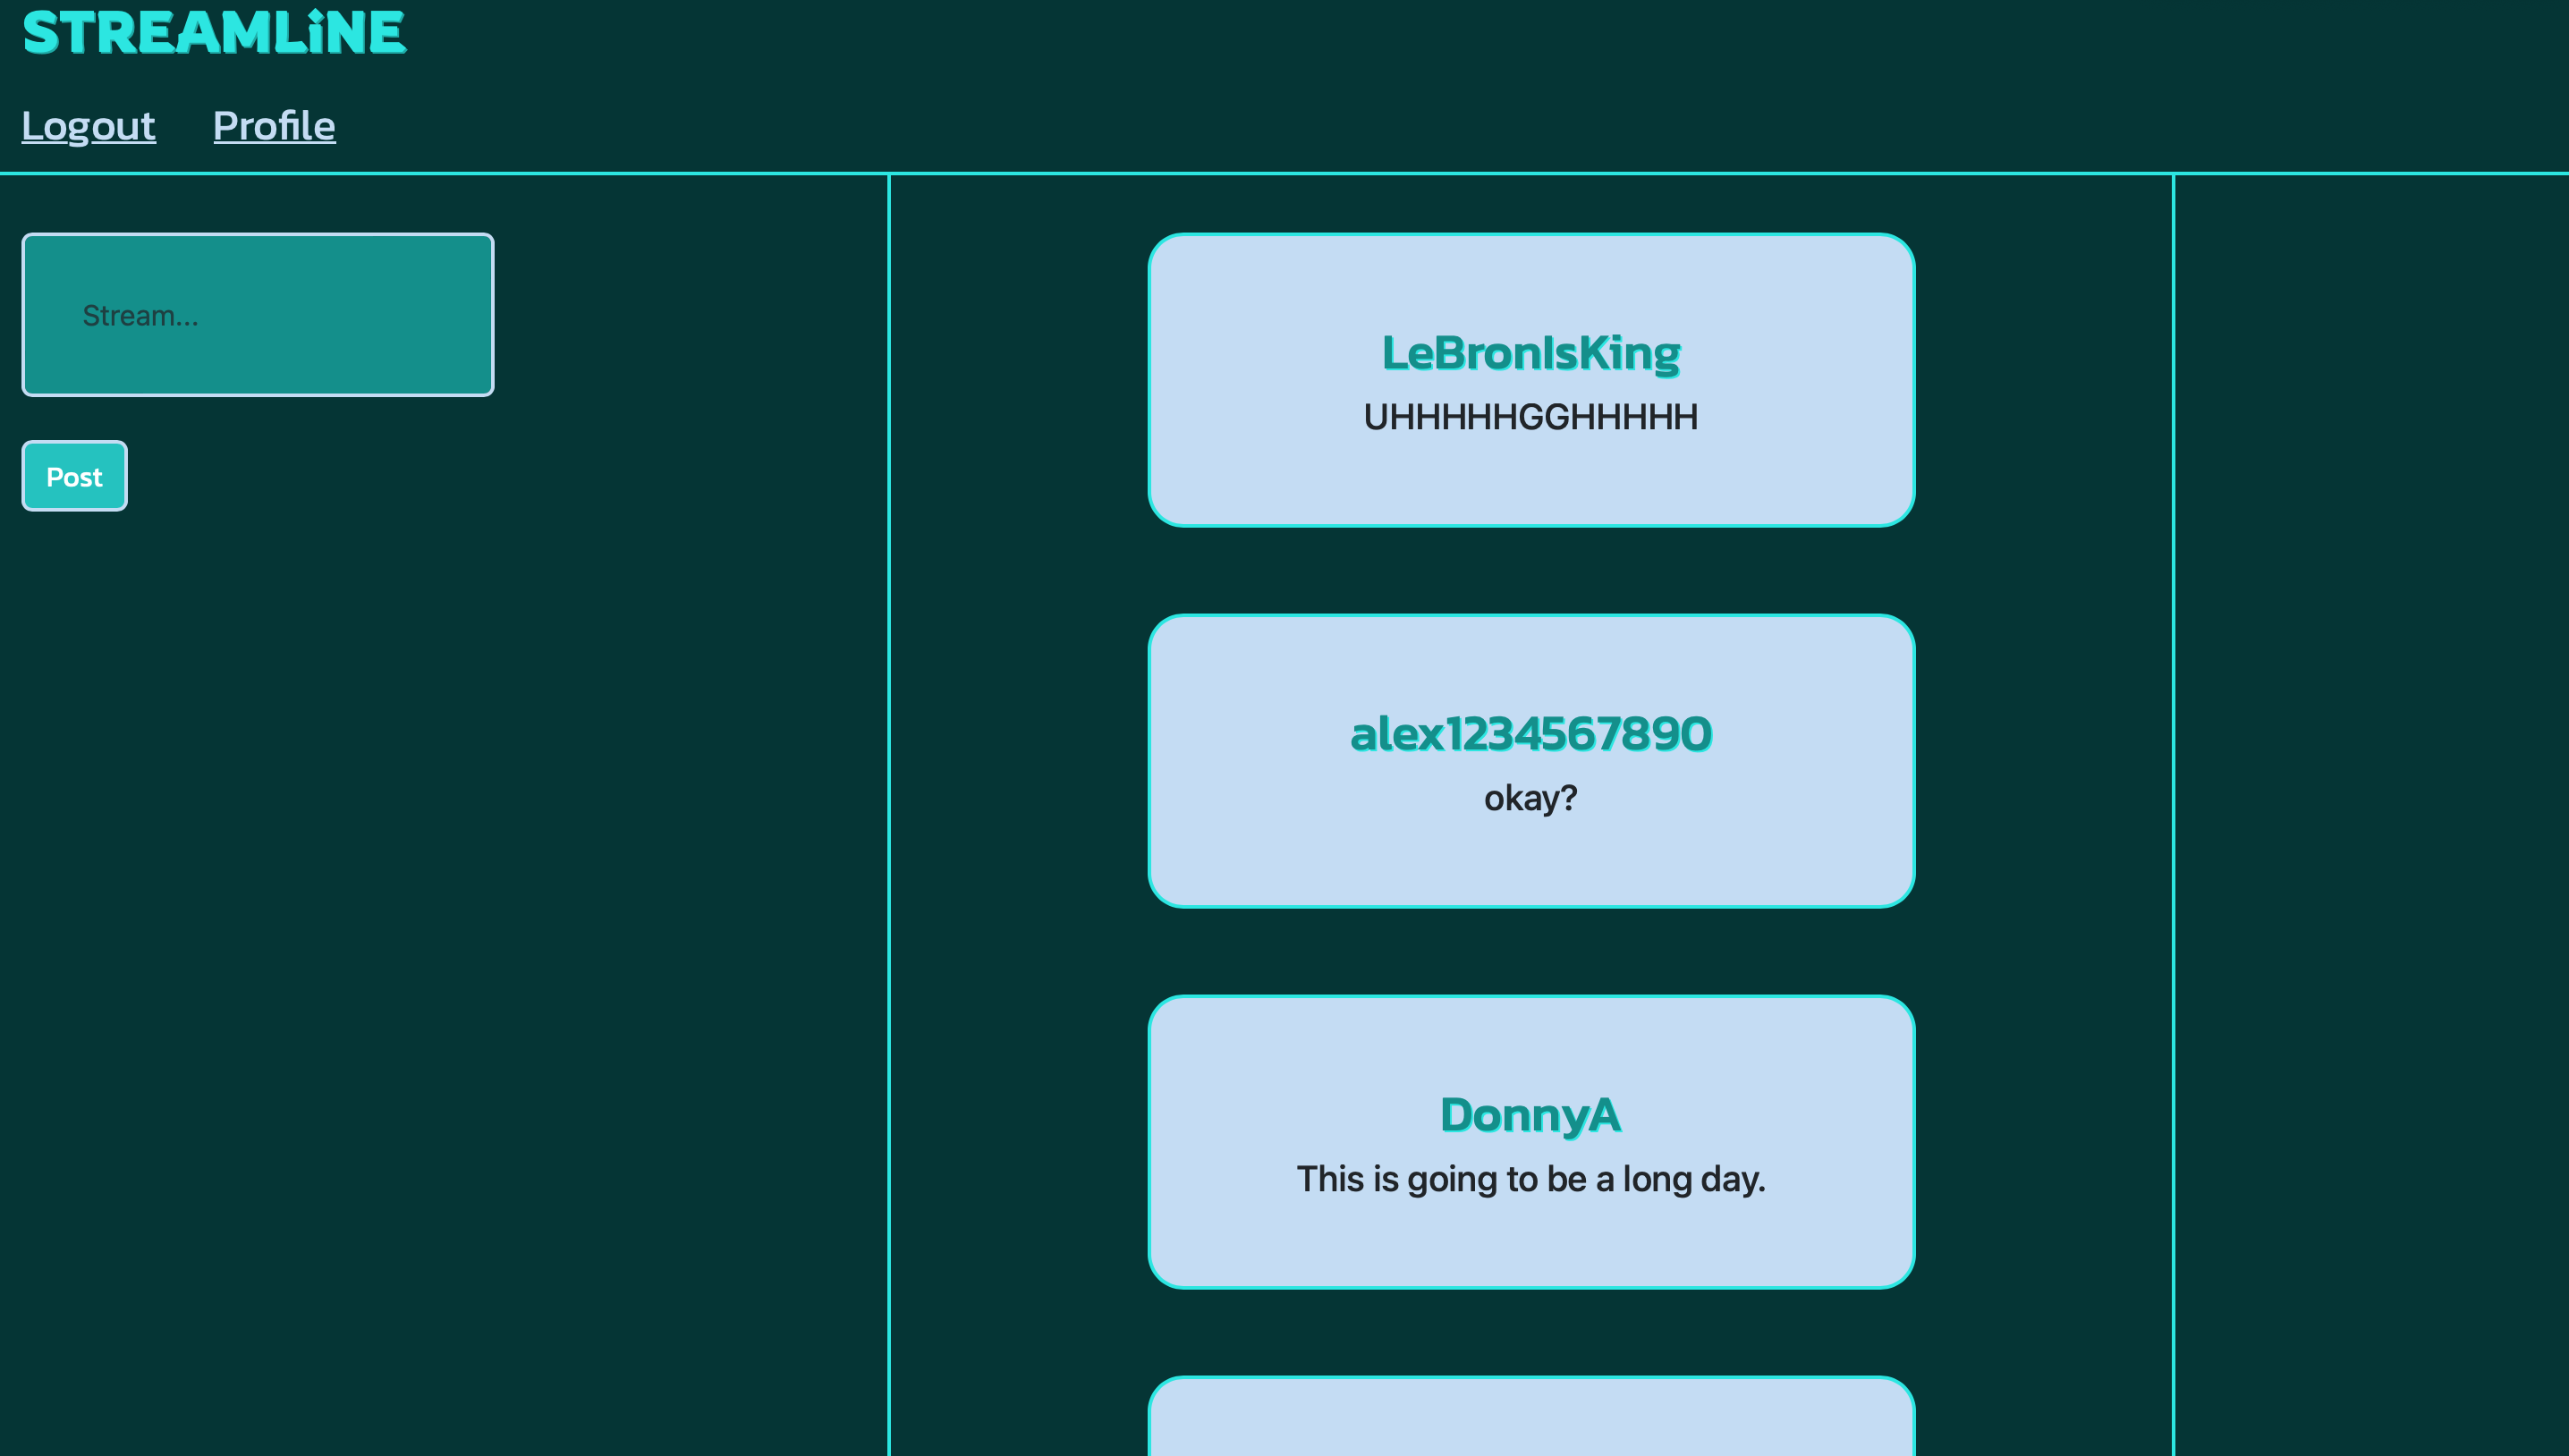 STREAMLiNE
Logout Profile
Stream...
Post
LeBronIsKing
UHHHHHGGHHHHH
alex1234567890
okay?
DonnyA
This is going to be a long day.